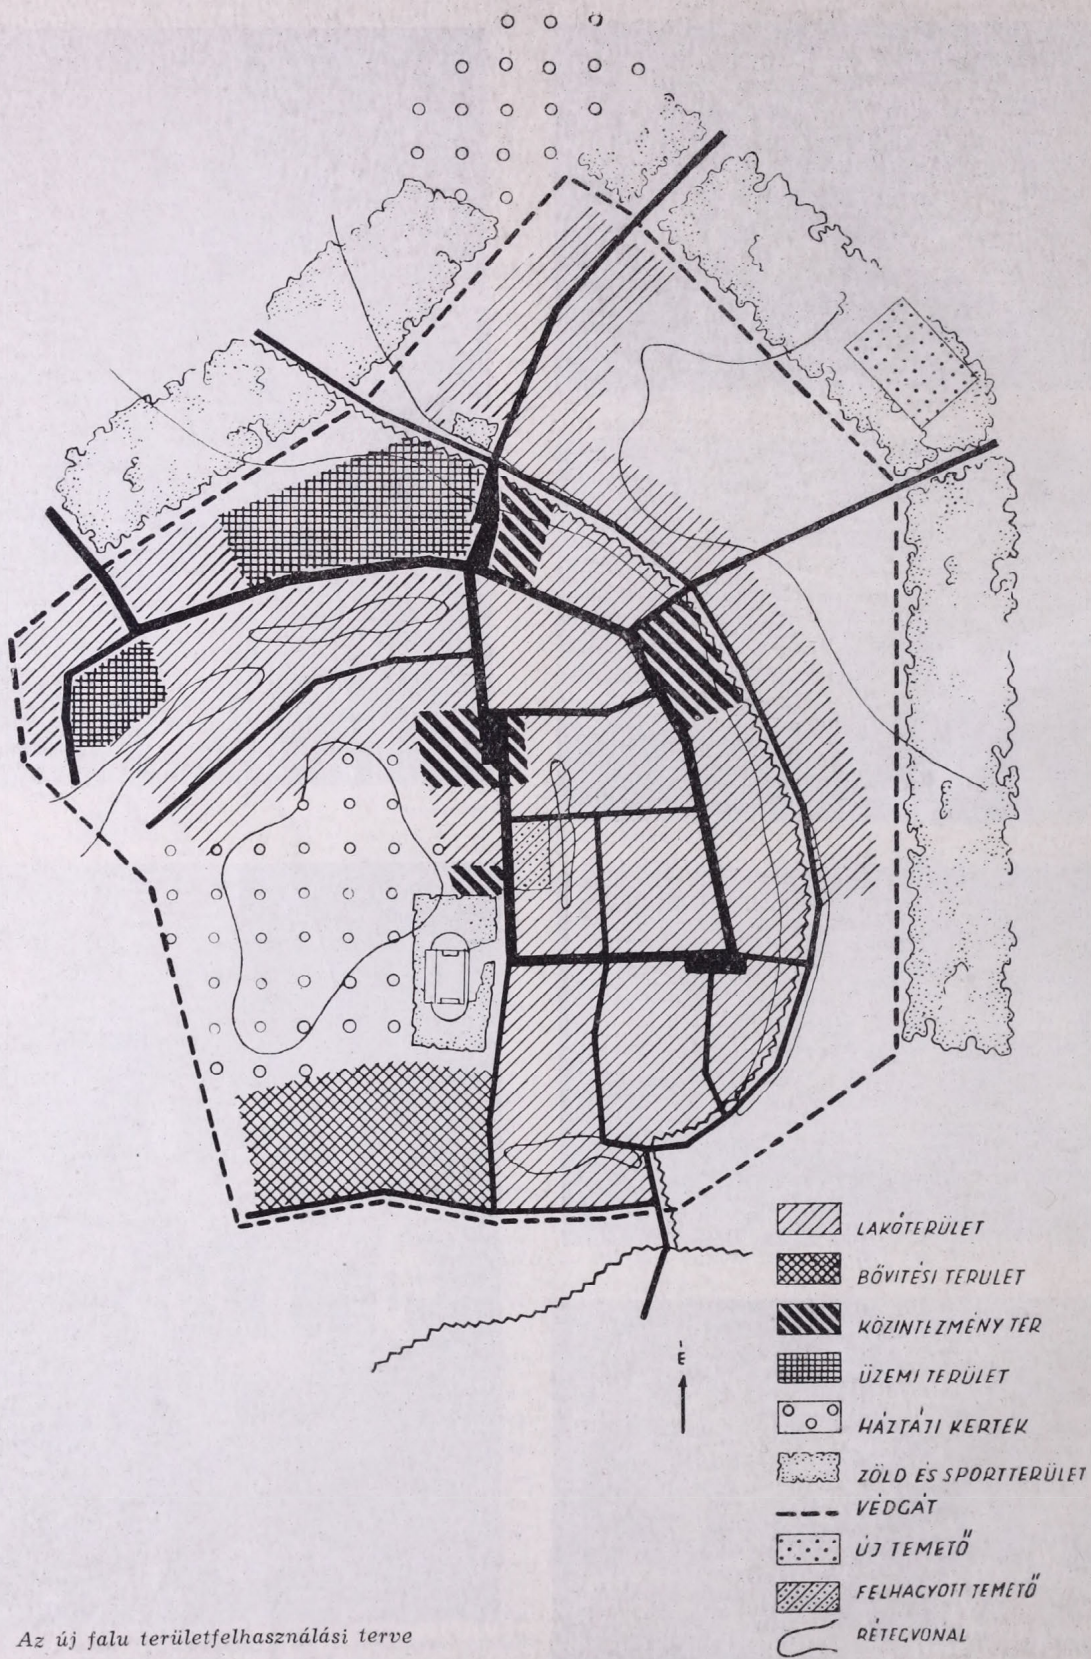 É
LAKÓTERÜLET
BŐVITÉSI TERULET
KÖZINTÉZMÉNY TER
ÜZEMI TERÜLET
HÁZTÁJI KERTEK
ZÖLD ÉS SPORTTERÜLET
VÉDGÁT
ÚJ TEMETŐ
FELHAGYOTT TEMETŐ
RÉTEGVONAL
Az új falu területfelhasználási terve